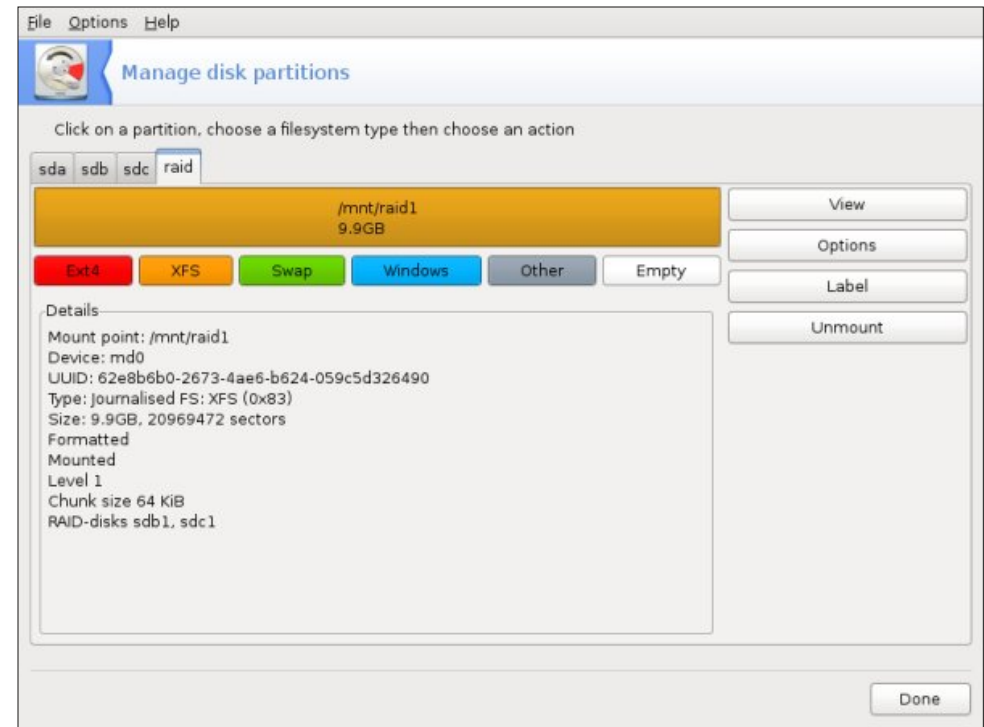 File Options Help
Manage disk partitions
Click on a partition, choose a filesystem type then choose an action
sda sdb sdc raid
/mnt/raid1
9.9GB
View
Options
Ext4 XFS Swap Windows Other Empty
Label
Details
Unmount
Mount point: /mnt/raid1
Device: md0
UUID: 62e8b6b0-2673-4ae6-b624-059c5d326490
Type: Journalised FS: XFS (0x83)
Size: 9.9GB, 20969472 sectors
Formatted
Mounted
Level 1
Chunk size 64 KiB
RAID-disks sdb1, sdc1
Done